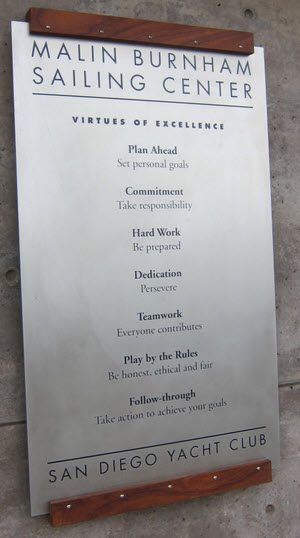 MALIN BURNHAM
SAILING CENTER
VIRTUES OF EXCELLENCE
Plan Ahead
Set personal goals
Commitment
Take responsibility
Hard Work
Be prepared
Dedication
Persevere
Teamwork
Everyone contributes
Play by the Rules
Be honest, ethical and fair
Follow-through
Take action to achieve your goals
SAN DIEGO YACHT CLUB